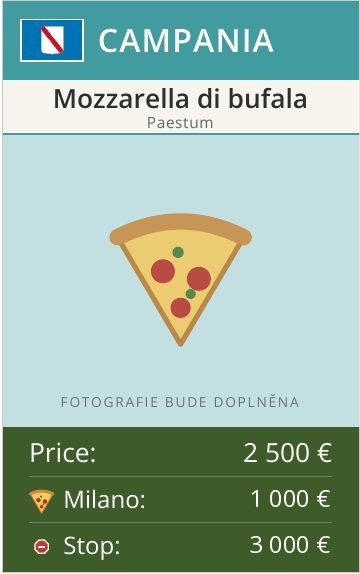 CAMPANIA
Mozzarella di bufala
Paestum
FOTOGRAFIE BUDE DOPLNĚNA
Price: 2 500 €
Milano: 1 000 €
Stop: 3 000 €